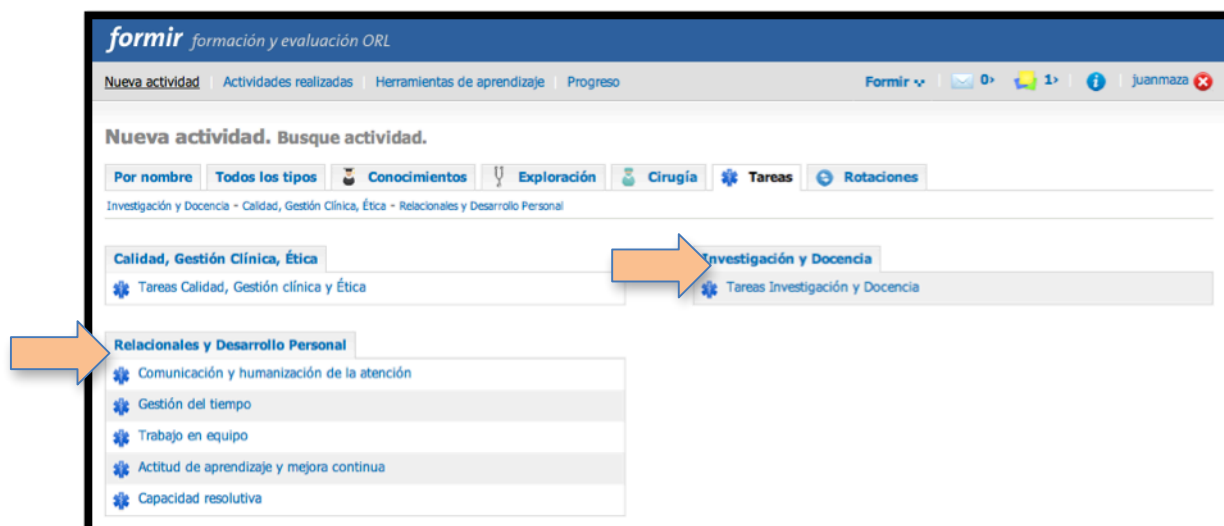 formir formación y evaluación ORL
Nueva actividad Actividades realizadas Herramientas de aprendizaje Progreso Formir 0› 1› i juanmaza
Nueva actividad. Busque actividad.
Por nombre Todos los tipos Conocimientos Exploración Cirugía Tareas Rotaciones
Investigación y Docencia - Calidad, Gestión Clínica, Ética - Relacionales y Desarrollo Personal
Calidad, Gestión Clínica, Ética
Tareas Calidad, Gestión clínica y Ética
Investigación y Docencia
Tareas Investigación y Docencia
Relacionales y Desarrollo Personal
Comunicación y humanización de la atención
Gestión del tiempo
Trabajo en equipo
Actitud de aprendizaje y mejora continua
Capacidad resolutiva